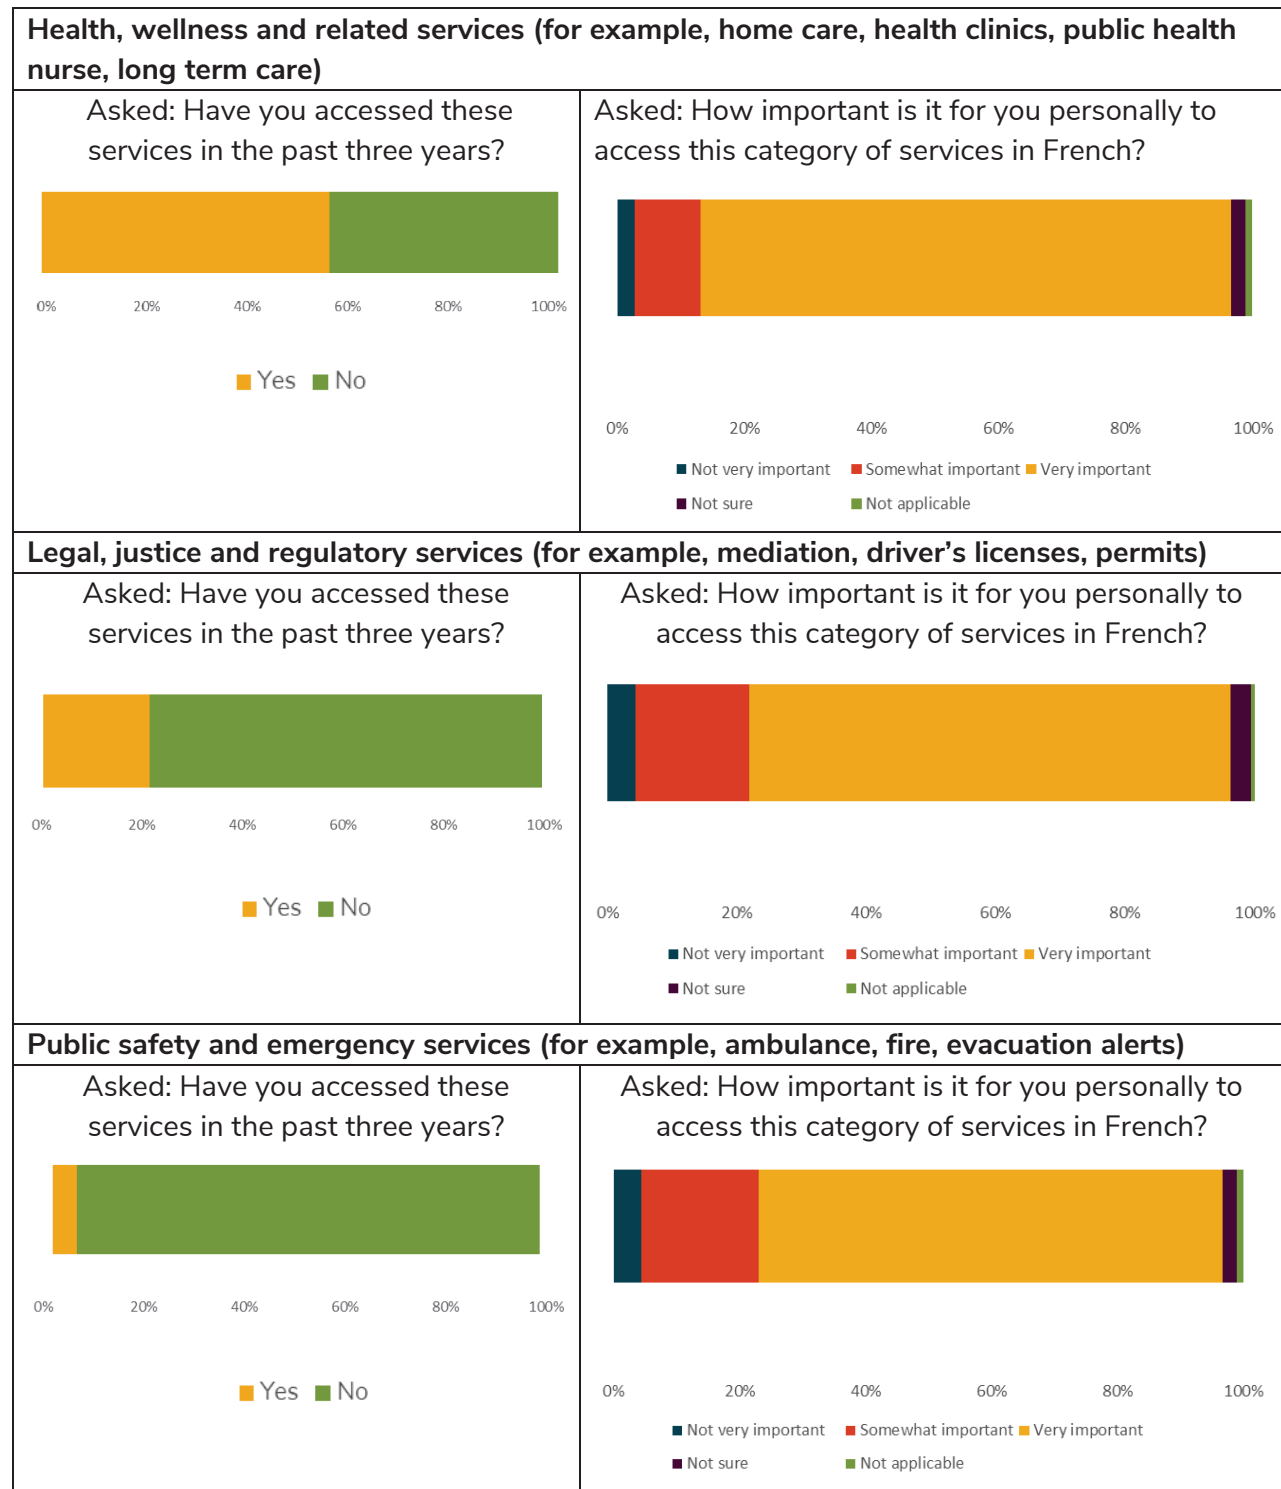 Health, wellness and related services (for example, home care, health clinics, public health
nurse, long term care)
Asked: Have you accessed these
services in the past three years?
0% 20% 40% 60% 80% 100%
Yes No
Asked: How important is it for you personally to
access this category of services in French?
0% 20% 40% 60% 80% 100%
Not very important Somewhat important Very important
Not sure Not applicable
Legal, justice and regulatory services (for example, mediation, driver’s licenses, permits)
Asked: Have you accessed these
services in the past three years?
0% 20% 40% 60% 80% 100%
Yes No
Asked: How important is it for you personally to
access this category of services in French?
0% 20% 40% 60% 80% 100%
Not very important Somewhat important Very important
Not sure Not applicable
Public safety and emergency services (for example, ambulance, fire, evacuation alerts)
Asked: Have you accessed these
services in the past three years?
0% 20% 40% 60% 80% 100%
Yes No
Asked: How important is it for you personally to
access this category of services in French?
0% 20% 40% 60% 80% 100%
Not very important Somewhat important Very important
Not sure Not applicable